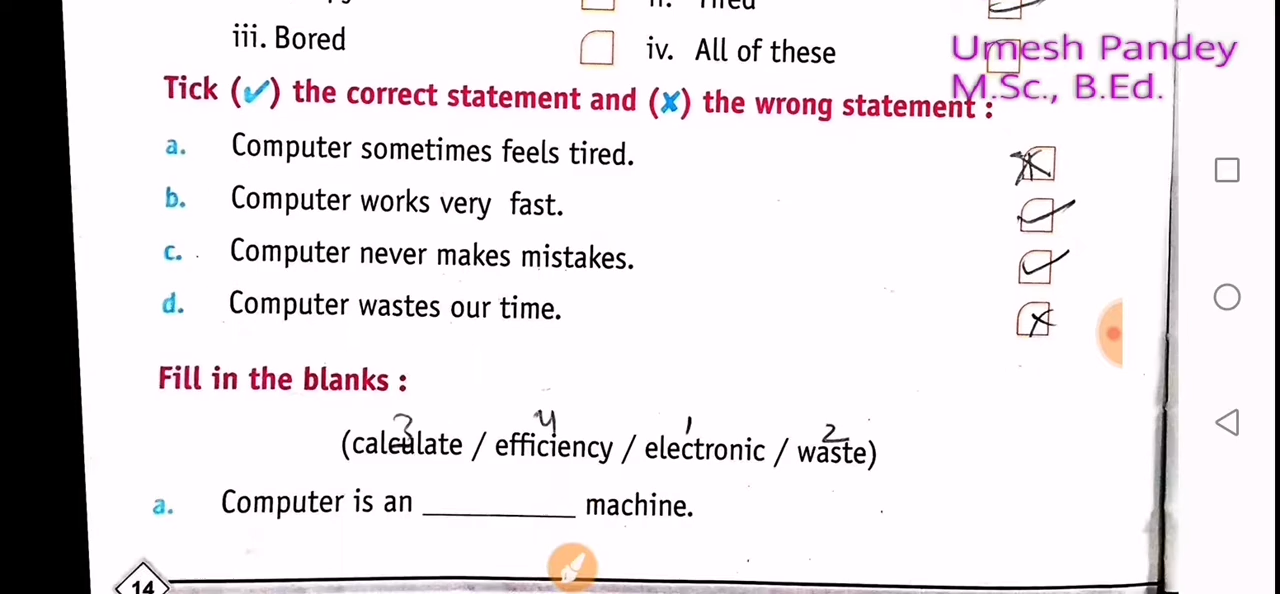 ii. Tired
iii. Bored
iv. All of these
Umesh Pandey
M.Sc., B.Ed.
Tick (✓) the correct statement and (✗) the wrong statement :
a. Computer sometimes feels tired. ✗
b. Computer works very fast. ✓
c. Computer never makes mistakes. ✓
d. Computer wastes our time. ✗
Fill in the blanks :
3 4 1 2
(calculate / efficiency / electronic / waste)
a. Computer is an __________ machine.
14